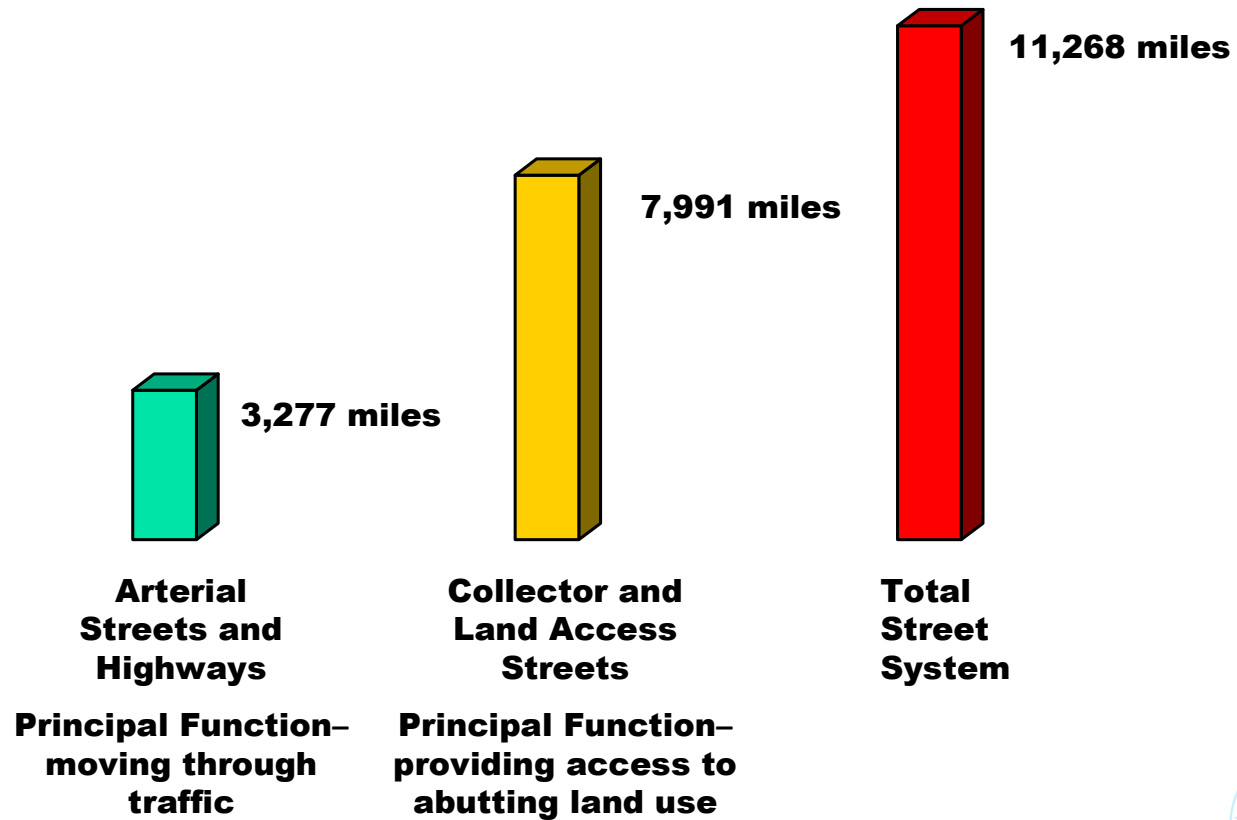 11,268 miles
7,991 miles
3,277 miles
Arterial
Streets and
Highways
Principal Function–
moving through
traffic
Collector and
Land Access
Streets
Principal Function–
providing access to
abutting land use
Total
Street
System